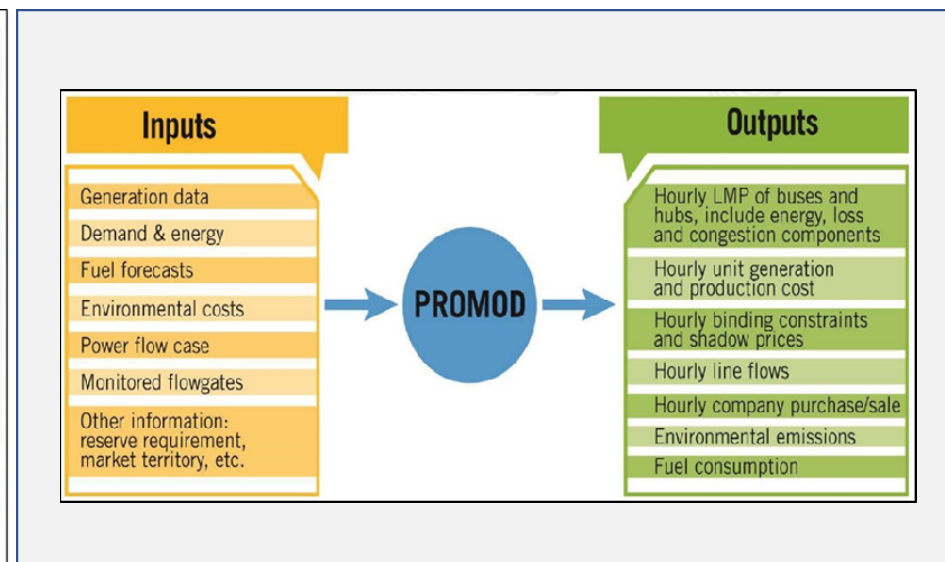 Inputs
Generation data
Demand & energy
Fuel forecasts
Environmental costs
Power flow case
Monitored flowgates
Other information:
reserve requirement,
market territory, etc.
PROMOD
Outputs
Hourly LMP of buses and
hubs, include energy, loss
and congestion components
Hourly unit generation
and production cost
Hourly binding constraints
and shadow prices
Hourly line flows
Hourly company purchase/sale
Environmental emissions
Fuel consumption